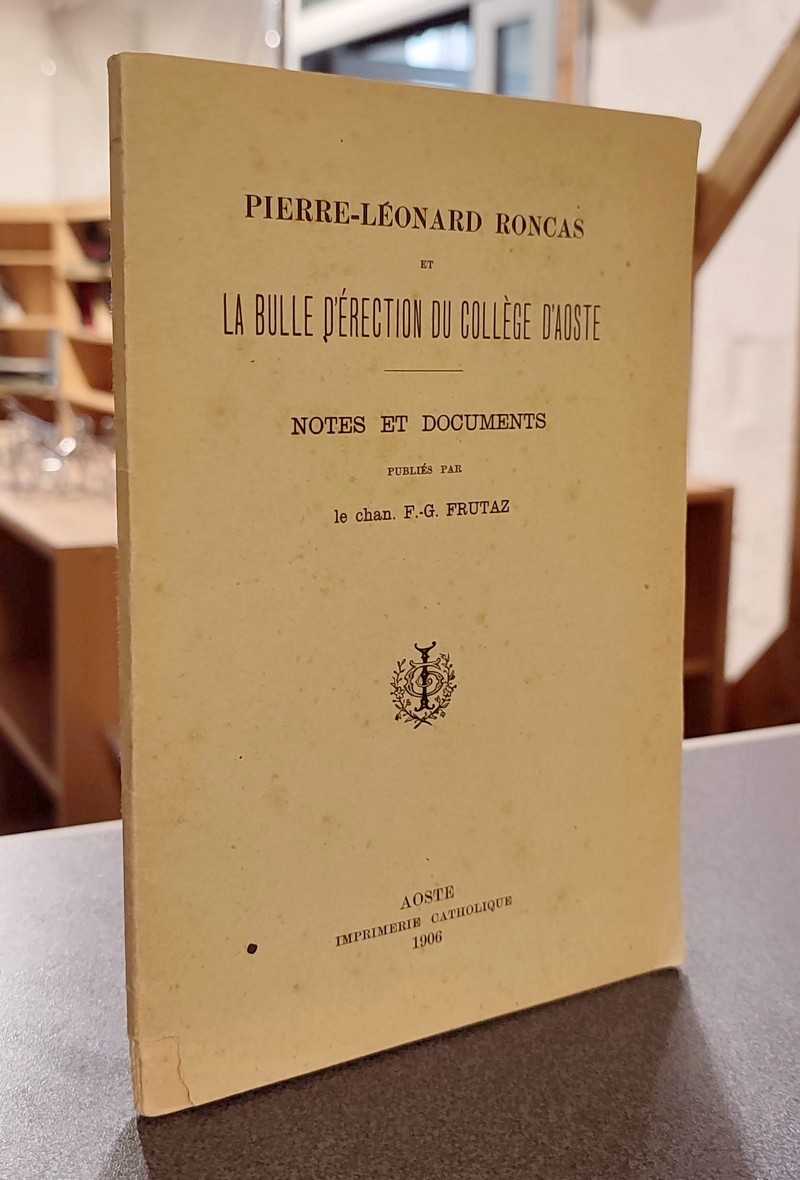 PIERRE-LÉONARD RONCAS
ET
LA BULLE D'ÉRECTION DU COLLÈGE D'AOSTE
NOTES ET DOCUMENTS
PUBLIÉS PAR
le chan. F.-G. FRUTAZ
AOSTE
IMPRIMERIE CATHOLIQUE
1906